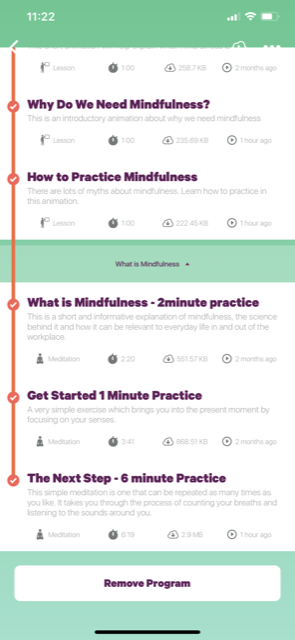 11:22
Lesson 1:00 258.7 KB 2 months ago
Why Do We Need Mindfulness?
This is an introductory animation about why we need mindfulness
Lesson 1:00 235.69 KB 1 hour ago
How to Practice Mindfulness
There are lots of myths about mindfulness. Learn how to practice in
this animation.
Lesson 1:00 222.45 KB 1 hour ago
What is Mindfulness
What is Mindfulness - 2minute practice
This is a short and informative explanation of mindfulness, the science
behind it and how it can be relevant to everyday life in and out of the
workplace.
Meditation 2:20 551.57 KB 2 months ago
Get Started 1 Minute Practice
A very simple exercise which brings you into the present moment by
focusing on your senses.
Meditation 3:41 868.51 KB 2 months ago
The Next Step - 6 minute Practice
This simple meditation is one that can be repeated as many times as
you like. It takes you through the process of counting your breaths and
listening to the sounds around you.
Meditation 6:19 2.9 MB 1 hour ago
Remove Program